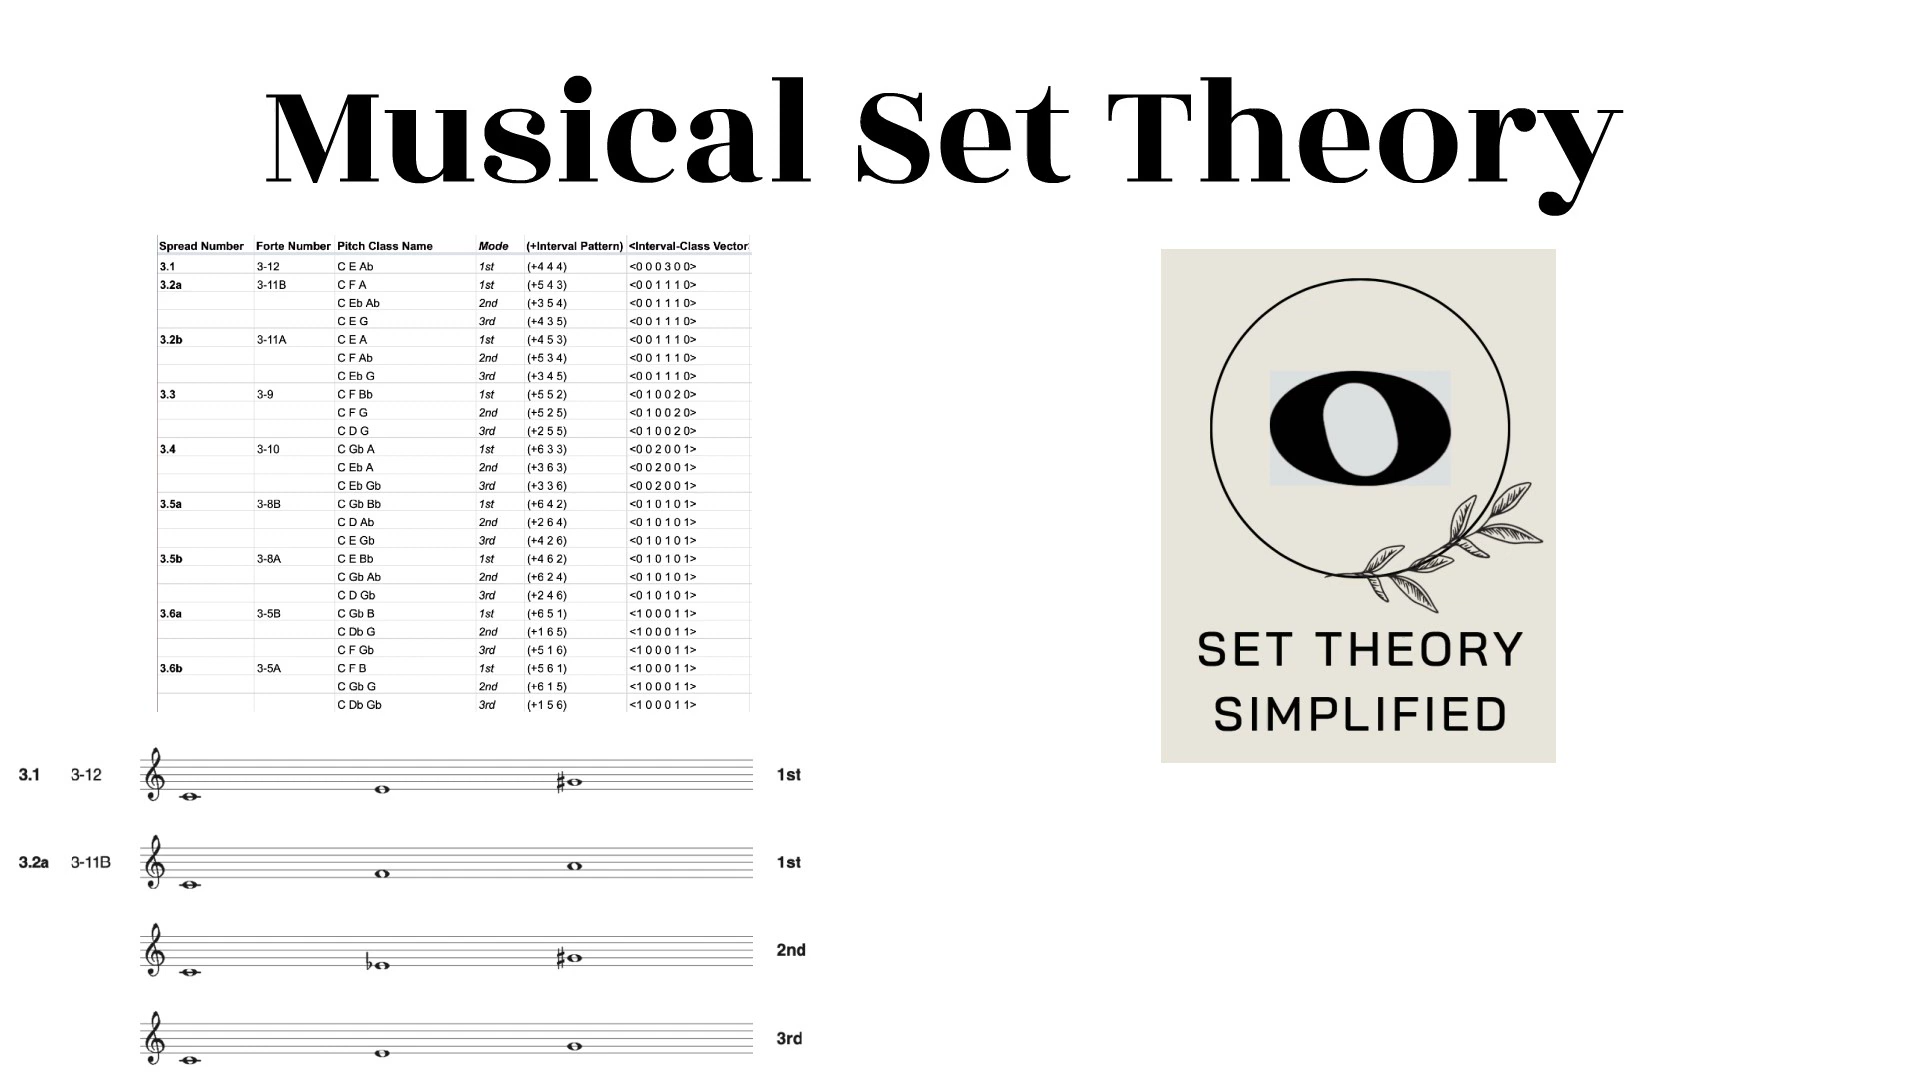 Musical Set Theory
Spread Number Forte Number Pitch Class Name Mode (+Interval Pattern) <Interval-Class Vector
3.1 3-12 C E Ab 1st (+4 4 4) <0 0 0 3 0 0>
3.2a 3-11B C F A 1st (+5 4 3) <0 0 1 1 1 0>
C Eb Ab 2nd (+3 5 4) <0 0 1 1 1 0>
C E G 3rd (+4 3 5) <0 0 1 1 1 0>
3.2b 3-11A C E A 1st (+4 5 3) <0 0 1 1 1 0>
C F Ab 2nd (+5 3 4) <0 0 1 1 1 0>
C Eb G 3rd (+3 4 5) <0 0 1 1 1 0>
3.3 3-9 C F Bb 1st (+5 5 2) <0 1 0 0 2 0>
C F G 2nd (+5 2 5) <0 1 0 0 2 0>
C D G 3rd (+2 5 5) <0 1 0 0 2 0>
3.4 3-10 C Gb A 1st (+6 3 3) <0 0 2 0 0 1>
C Eb A 2nd (+3 6 3) <0 0 2 0 0 1>
C Eb Gb 3rd (+3 3 6) <0 0 2 0 0 1>
3.5a 3-8B C Gb Bb 1st (+6 4 2) <0 1 0 1 0 1>
C D Ab 2nd (+2 6 4) <0 1 0 1 0 1>
C E Gb 3rd (+4 2 6) <0 1 0 1 0 1>
3.5b 3-8A C E Bb 1st (+4 6 2) <0 1 0 1 0 1>
C Gb Ab 2nd (+6 2 4) <0 1 0 1 0 1>
C D Gb 3rd (+2 4 6) <0 1 0 1 0 1>
3.6a 3-5B C Gb B 1st (+6 5 1) <1 0 0 0 1 1>
C Db G 2nd (+1 6 5) <1 0 0 0 1 1>
C F Gb 3rd (+5 1 6) <1 0 0 0 1 1>
3.6b 3-5A C F B 1st (+5 6 1) <1 0 0 0 1 1>
C Gb G 2nd (+6 1 5) <1 0 0 0 1 1>
C Db Gb 3rd (+1 5 6) <1 0 0 0 1 1>
3.1 3-12 1st
3.2a 3-11B 1st
2nd
3rd
SET THEORY
SIMPLIFIED